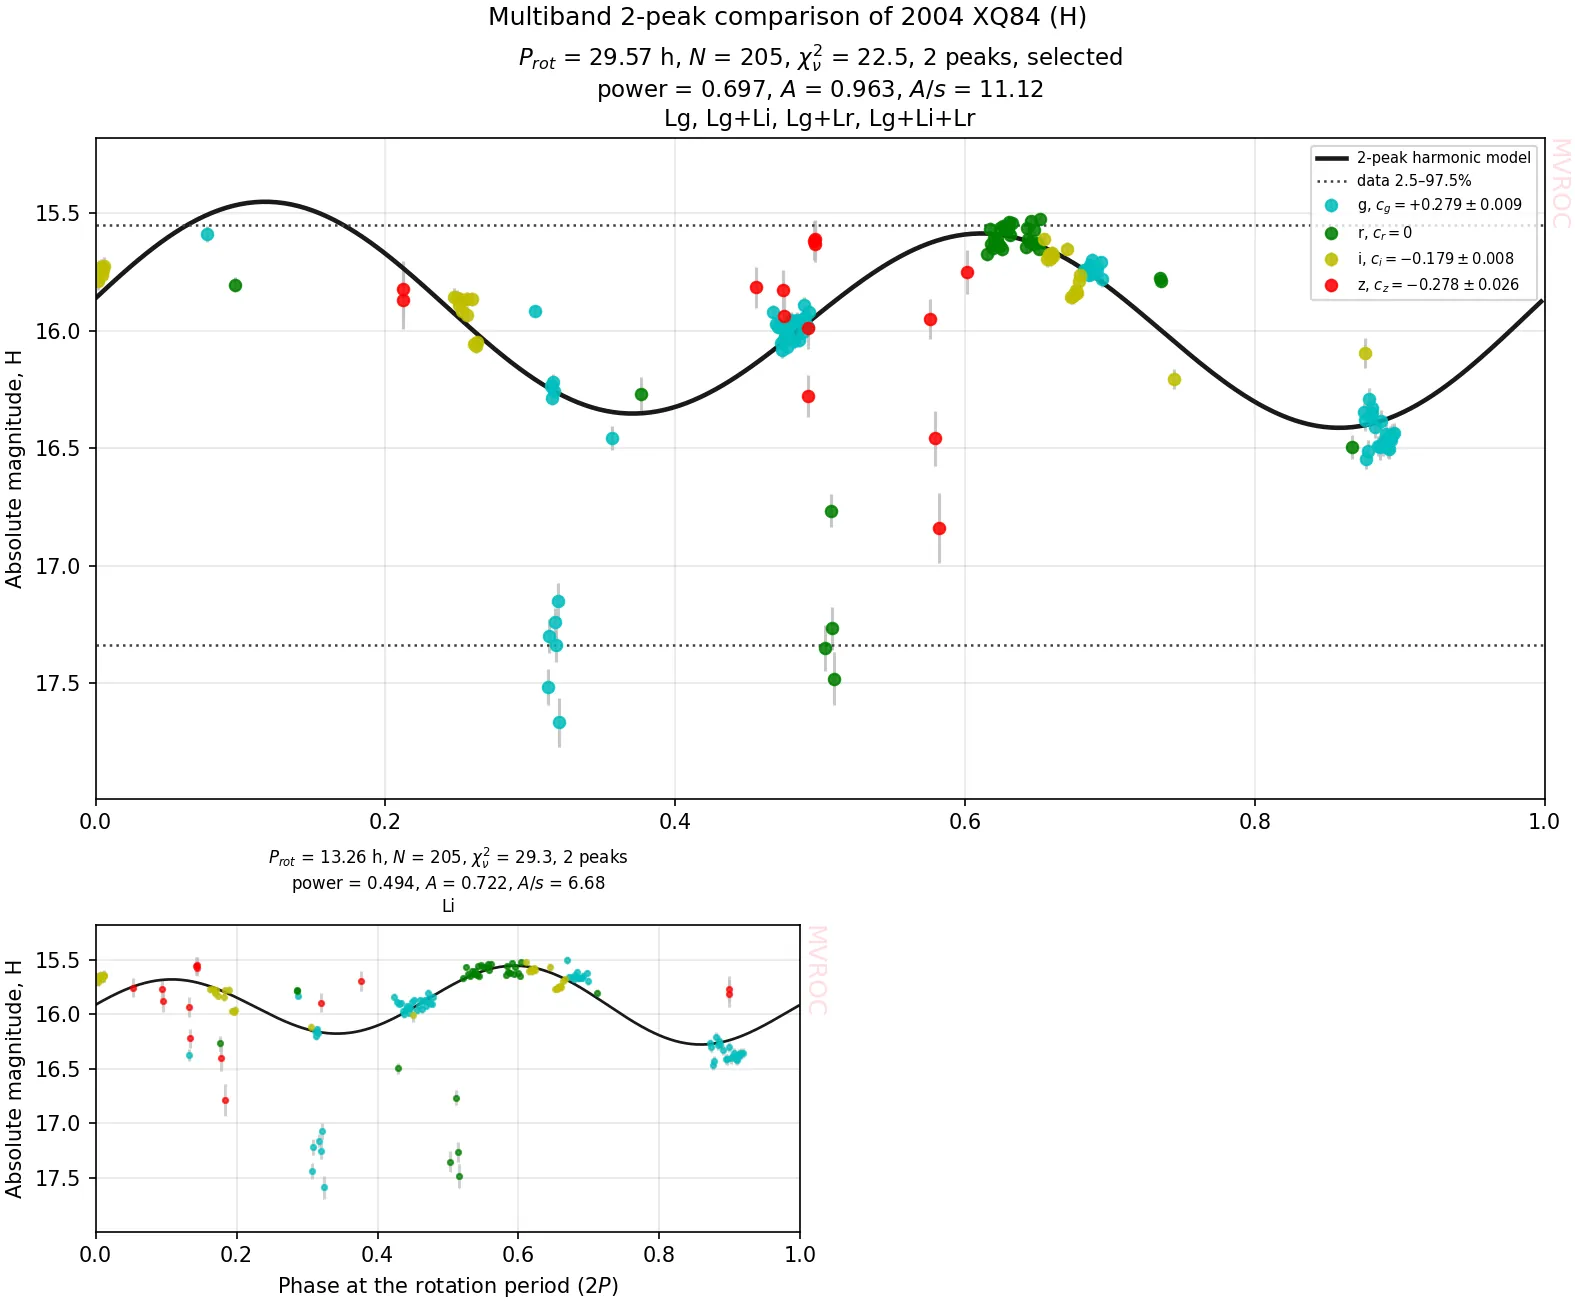 Multiband 2-peak comparison of 2004 XQ84 (H)
P_rot = 29.57 h, N = 205, χ²_ν = 22.5, 2 peaks, selected
power = 0.697, A = 0.963, A/s = 11.12
Lg, Lg+Li, Lg+Lr, Lg+Li+Lr
2-peak harmonic model
data 2.5–97.5%
g, c_g = +0.279 ± 0.009
r, c_r = 0
i, c_i = −0.179 ± 0.008
z, c_z = −0.278 ± 0.026
MVROC
Absolute magnitude, H
15.5
16.0
16.5
17.0
17.5
0.0 0.2 0.4 0.6 0.8 1.0
P_rot = 13.26 h, N = 205, χ²_ν = 29.3, 2 peaks
power = 0.494, A = 0.722, A/s = 6.68
Li
MVROC
Absolute magnitude, H
15.5
16.0
16.5
17.0
17.5
0.0 0.2 0.4 0.6 0.8 1.0
Phase at the rotation period (2P)